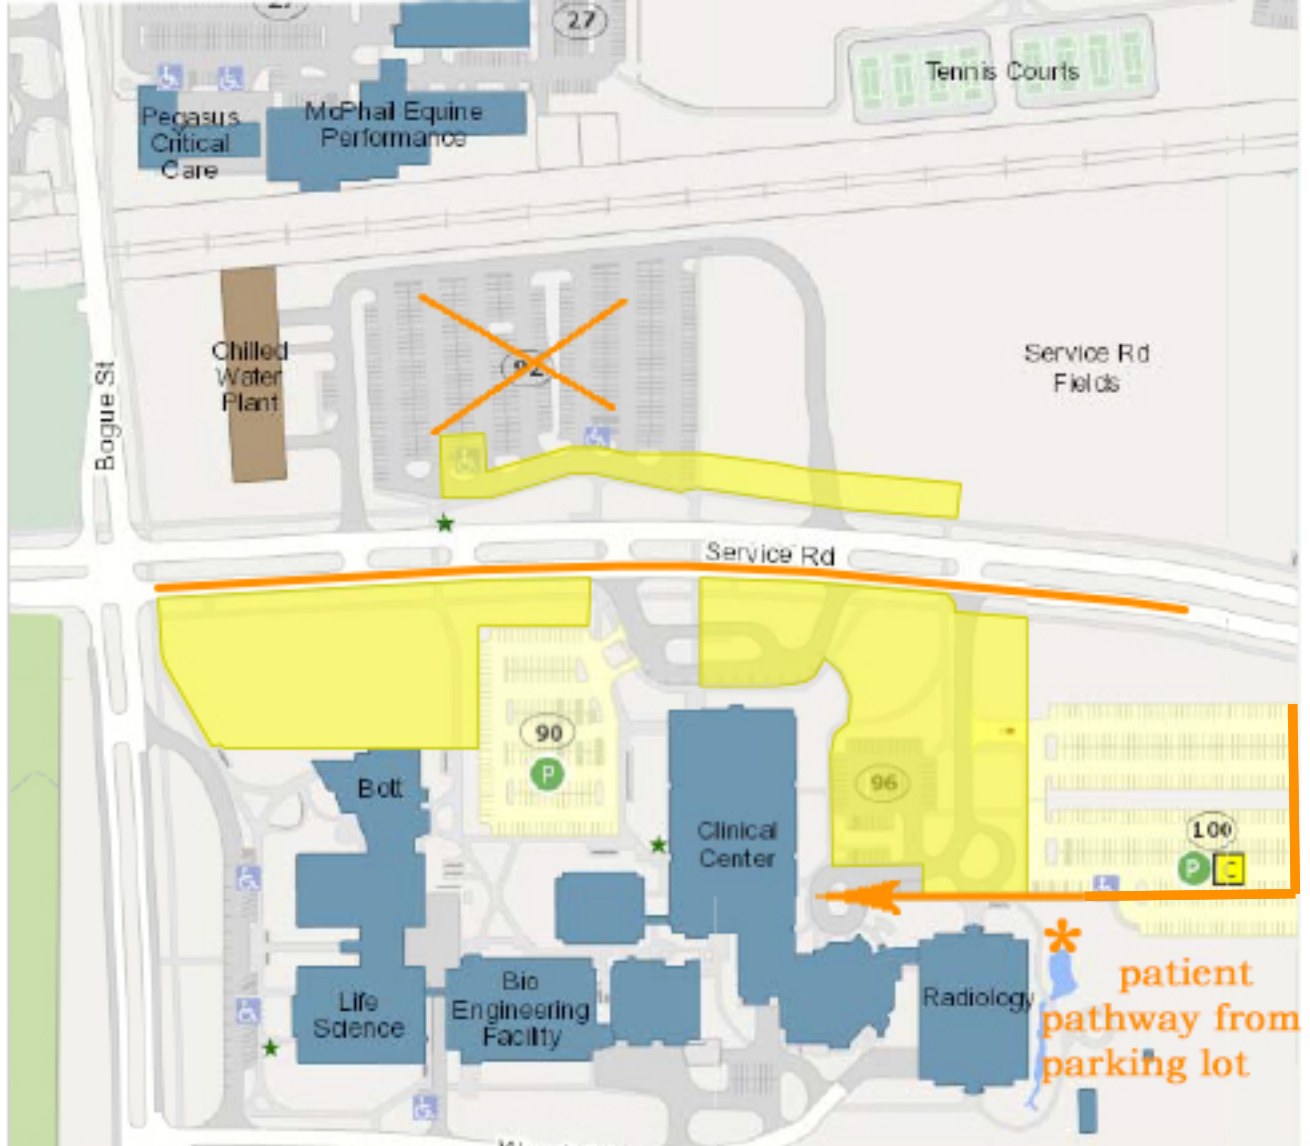 27
Tennis Courts
Pegasus
Critical
Care
McPhail Equine
Performance
Chilled
Water
Plant
92
Service Rd
Fields
Bogue St
Service Rd
90
P
Bott
Clinical
Center
96
100
P
C
*
patient
pathway from
parking lot
Radiology
Bio
Engineering
Facility
Life
Science